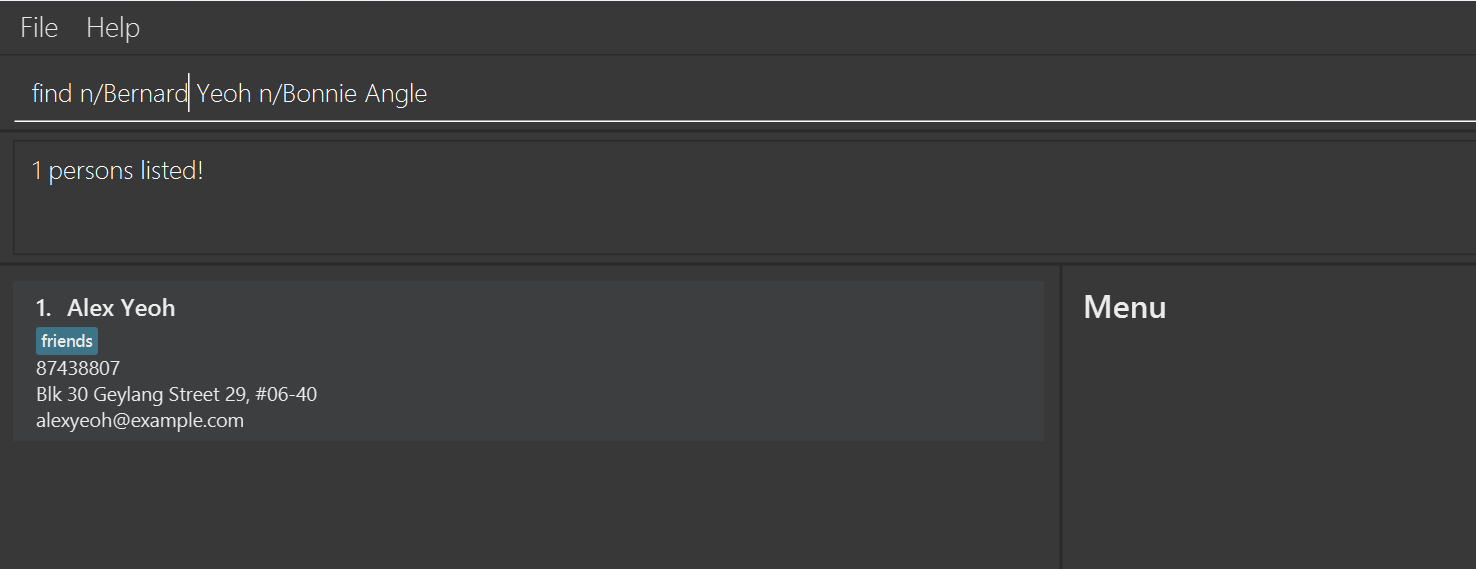 File Help
find n/Bernard Yeoh n/Bonnie Angle
1 persons listed!
1. Alex Yeoh
friends
87438807
Blk 30 Geylang Street 29, #06-40
alexyeoh@example.com
Menu